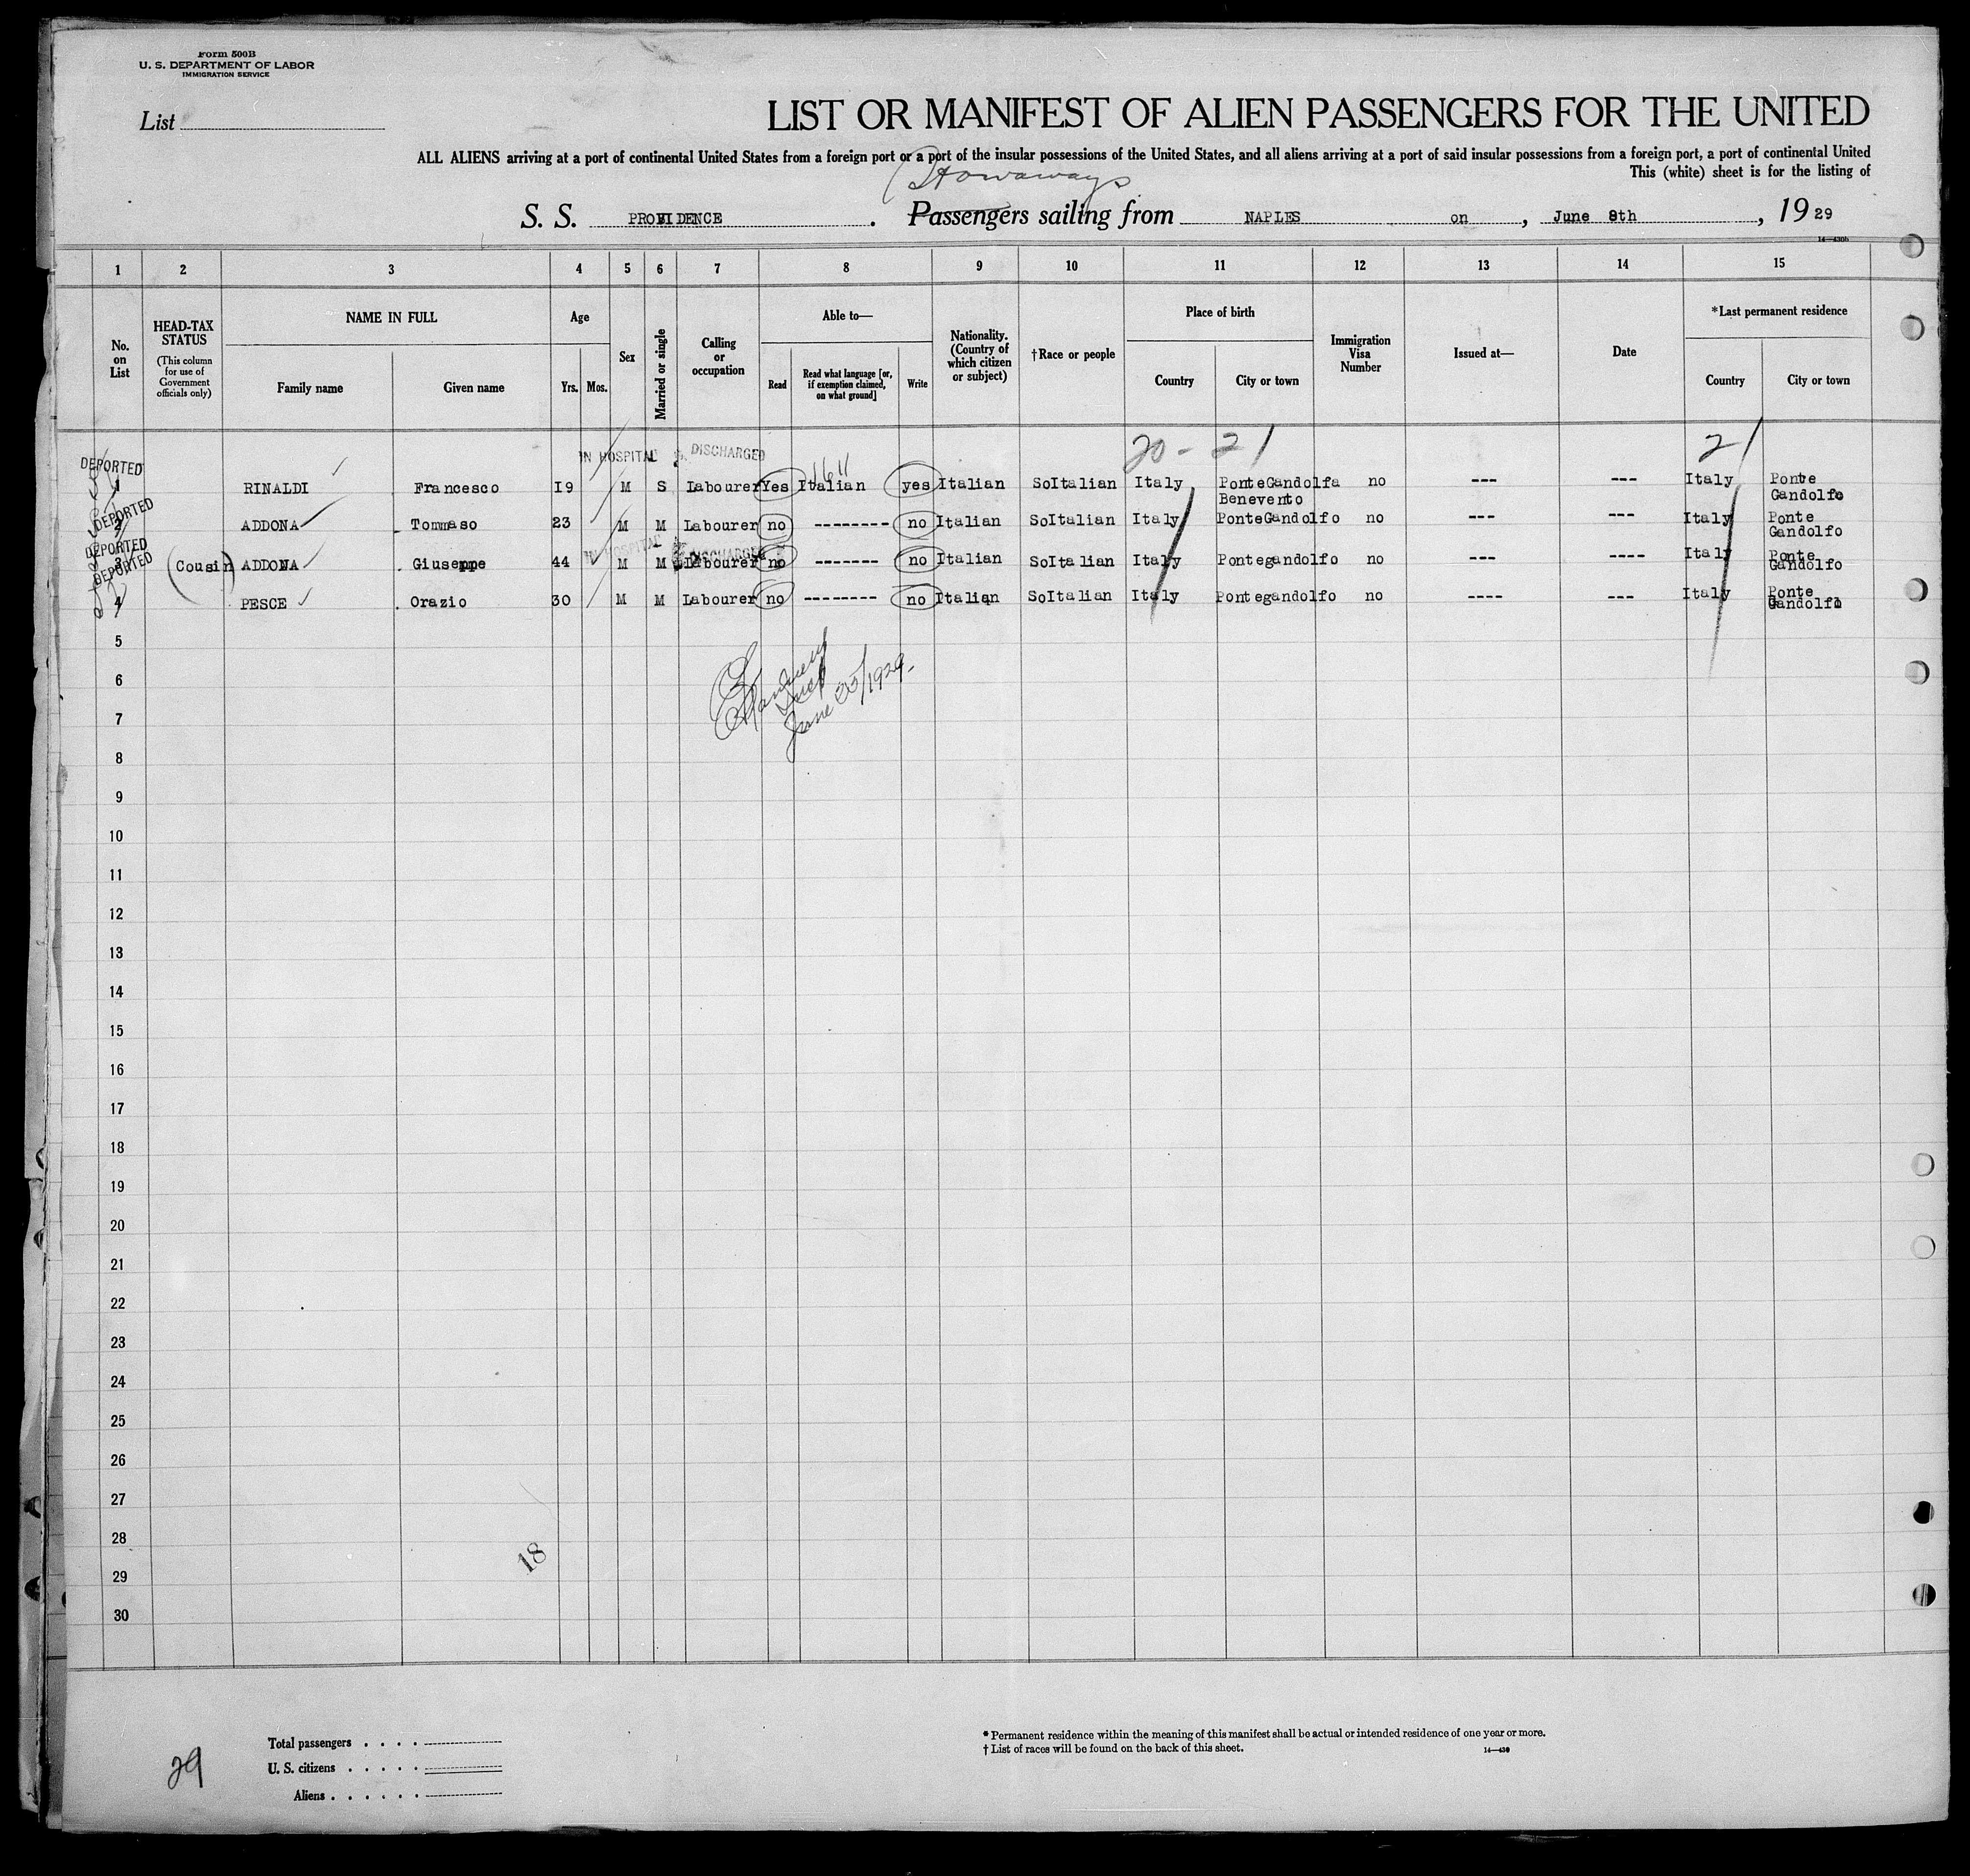 Form 500B
U. S. DEPARTMENT OF LABOR
IMMIGRATION SERVICE
List
LIST OR MANIFEST OF ALIEN PASSENGERS FOR THE UNITED
ALL ALIENS arriving at a port of continental United States from a foreign port or a port of the insular possessions of the United States, and all aliens arriving at a port of said insular possessions from a foreign port, a port of continental United
This (white) sheet is for the listing of
Stowaways
S. S. PROVIDENCE. Passengers sailing from NAPLES on, June 8th, 19 29
14—430b
1 2 3 4 5 6 7 8 9 10 11 12 13 14 15
No. on List
HEAD-TAX STATUS
(This column for use of Government officials only)
NAME IN FULL
Family name
Given name
Age
Yrs. Mos.
Sex
Married or single
Calling or occupation
Able to—
Read
Read what language [or, if exemption claimed, on what ground]
Write
Nationality. (Country of which citizen or subject)
†Race or people
Place of birth
Country
City or town
Immigration Visa Number
Issued at—
Date
*Last permanent residence
Country
City or town
20 - 21 21
DEPORTED IN HOSPITAL DISCHARGED
1 RINALDI Francesco I9 M S Labourer Yes Italian yes Italian SoItalian Italy PonteGandolfa Benevento no --- --- Italy Ponte Gandolfo
DEPORTED
2 ADDONA Tommaso 23 M M Labourer no -------- no Italian SoItalian Italy PonteGandolfo no --- --- Italy Ponte Gandolfo
DEPORTED IN HOSPITAL DISCHARGED
3 (Cousin) ADDONA Giuseppe 44 M M Labourer no ------- no Italian SoItalian Italy Pontegandolfo no --- ---- Italy Ponte Gandolfo
DEPORTED
4 PESCE Orazio 30 M M Labourer no -------- no Italian SoItalian Italy Pontegandolfo no ---- --- Italy Ponte Gandolfo
5
6
June 25/1929.
7
8
9
10
11
12
13
14
15
16
17
18
19
20
21
22
23
24
25
26
27
28
18
29
30
29
Total passengers . . . .
U. S. citizens . . . . .
Aliens . . . . . .
* Permanent residence within the meaning of this manifest shall be actual or intended residence of one year or more.
† List of races will be found on the back of this sheet.
14—430